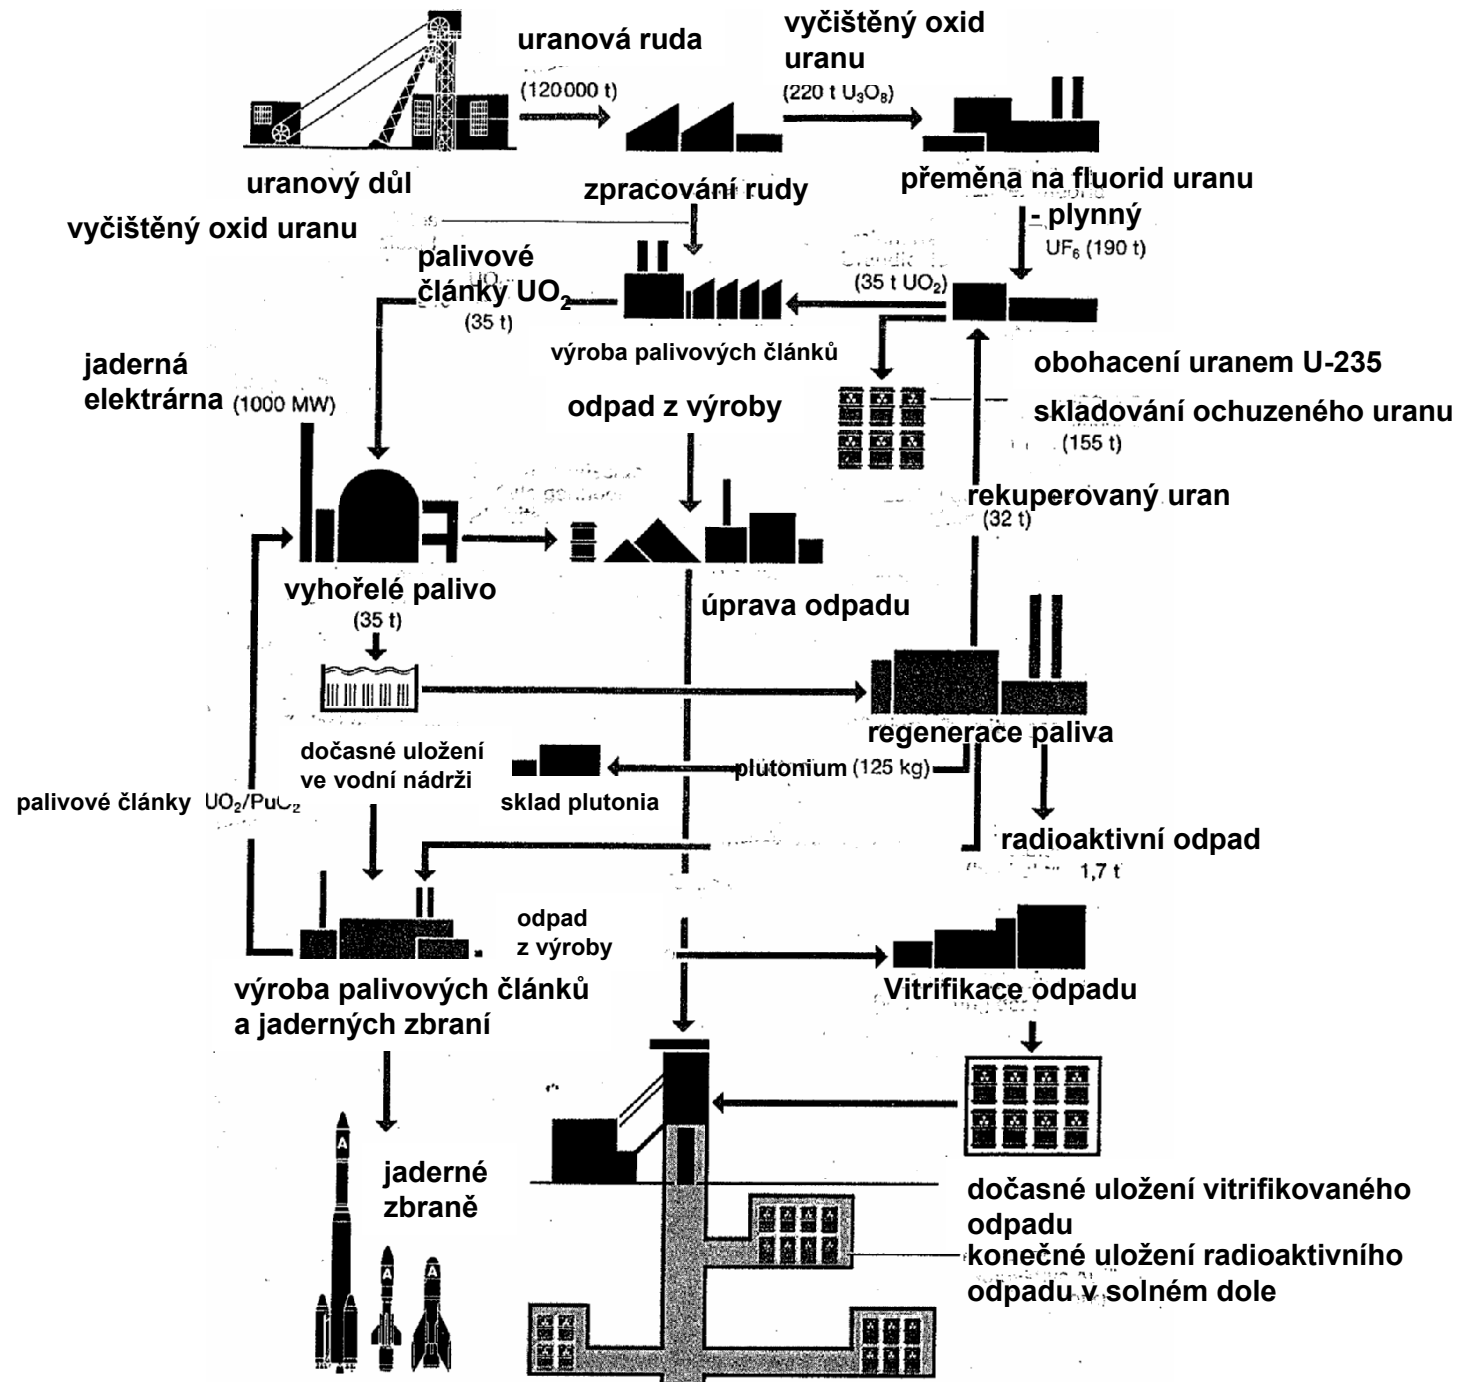 uranová ruda
(120000 t)
vyčištěný oxid
uranu
(220 t U₃O₈)
uranový důl
zpracování rudy
přeměna na fluorid uranu
- plynný
UF₆ (190 t)
vyčištěný oxid uranu
palivové
články UO₂
(35 t)
(35 t UO₂)
výroba palivových článků
obohacení uranem U-235
skladování ochuzeného uranu
(155 t)
jaderná
elektrárna (1000 MW)
odpad z výroby
rekuperovaný uran
(32 t)
vyhořelé palivo
(35 t)
úprava odpadu
regenerace paliva
dočasné uložení
ve vodní nádrži
plutonium (125 kg)
sklad plutonia
palivové články UO₂/PuO₂
radioaktivní odpad
1,7 t
odpad
z výroby
výroba palivových článků
a jaderných zbraní
Vitrifikace odpadu
A
A
A
jaderné
zbraně
dočasné uložení vitrifikovaného
odpadu
konečné uložení radioaktivního
odpadu v solném dole